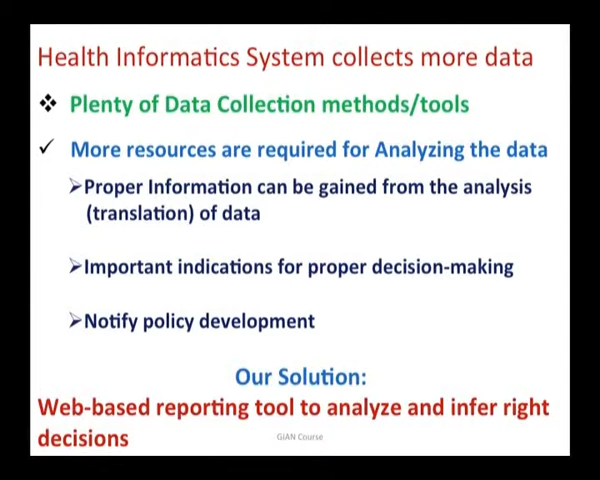 Health Informatics System collects more data
❖ Plenty of Data Collection methods/tools
✓ More resources are required for Analyzing the data
➢Proper Information can be gained from the analysis
(translation) of data
➢Important indications for proper decision-making
➢Notify policy development
Our Solution:
Web-based reporting tool to analyze and infer right
decisions
GIAN Course